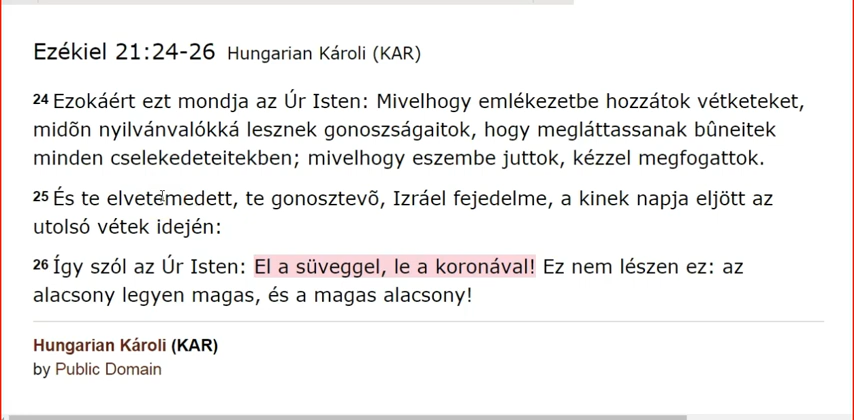 Ezékiel 21:24-26 Hungarian Károli (KAR)
24 Ezokáért ezt mondja az Úr Isten: Mivelhogy emlékezetbe hozzátok vétketeket,
midõn nyilvánvalókká lesznek gonoszságaitok, hogy megláttassanak bûneitek
minden cselekedeteitekben; mivelhogy eszembe juttok, kézzel megfogattok.
25 És te elvetemedett, te gonosztevõ, Izráel fejedelme, a kinek napja eljött az
utolsó vétek idején:
26 Így szól az Úr Isten: El a süveggel, le a koronával! Ez nem lészen ez: az
alacsony legyen magas, és a magas alacsony!
Hungarian Károli (KAR)
by Public Domain